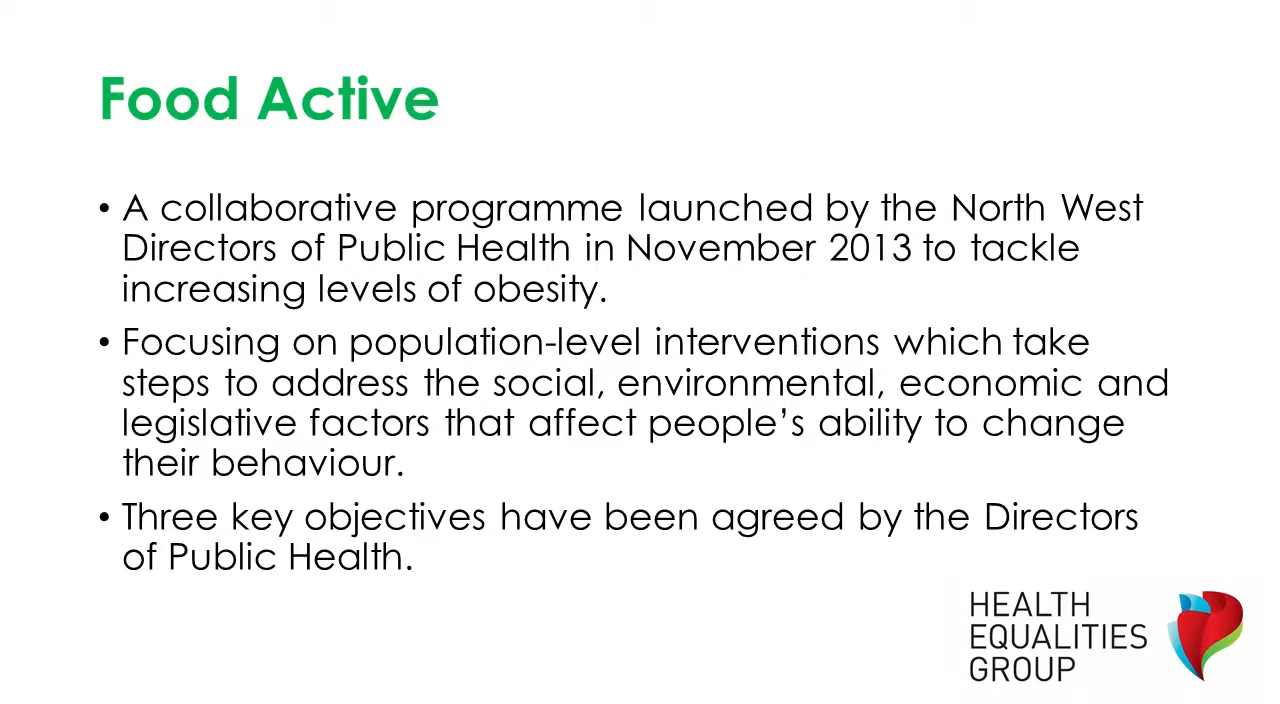 Food Active
• A collaborative programme launched by the North West
Directors of Public Health in November 2013 to tackle
increasing levels of obesity.
• Focusing on population-level interventions which take
steps to address the social, environmental, economic and
legislative factors that affect people’s ability to change
their behaviour.
• Three key objectives have been agreed by the Directors
of Public Health.
HEALTH
EQUALITIES
GROUP